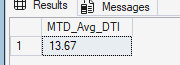 Results Messages
MTD_Avg_DTI
1 13.67